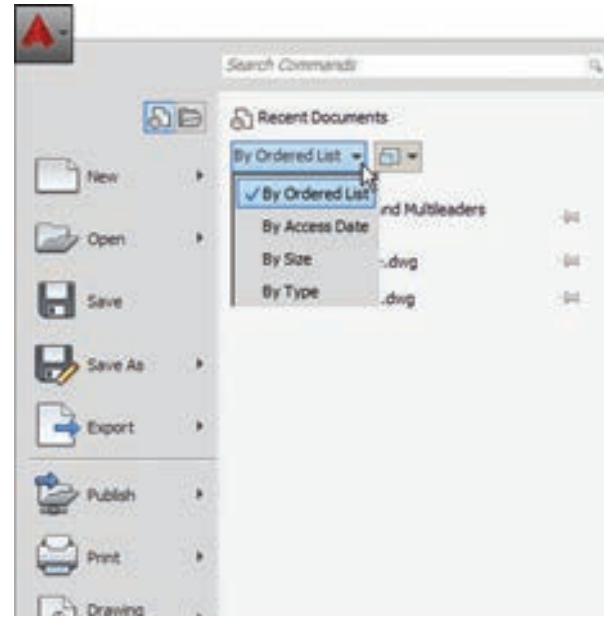 Search Commands
Recent Documents
By Ordered List
By Ordered List
nd Multileaders
By Access Date
By Size
.dwg
By Type
.dwg
New
Open
Save
Save As
Export
Publish
Print
Drawing